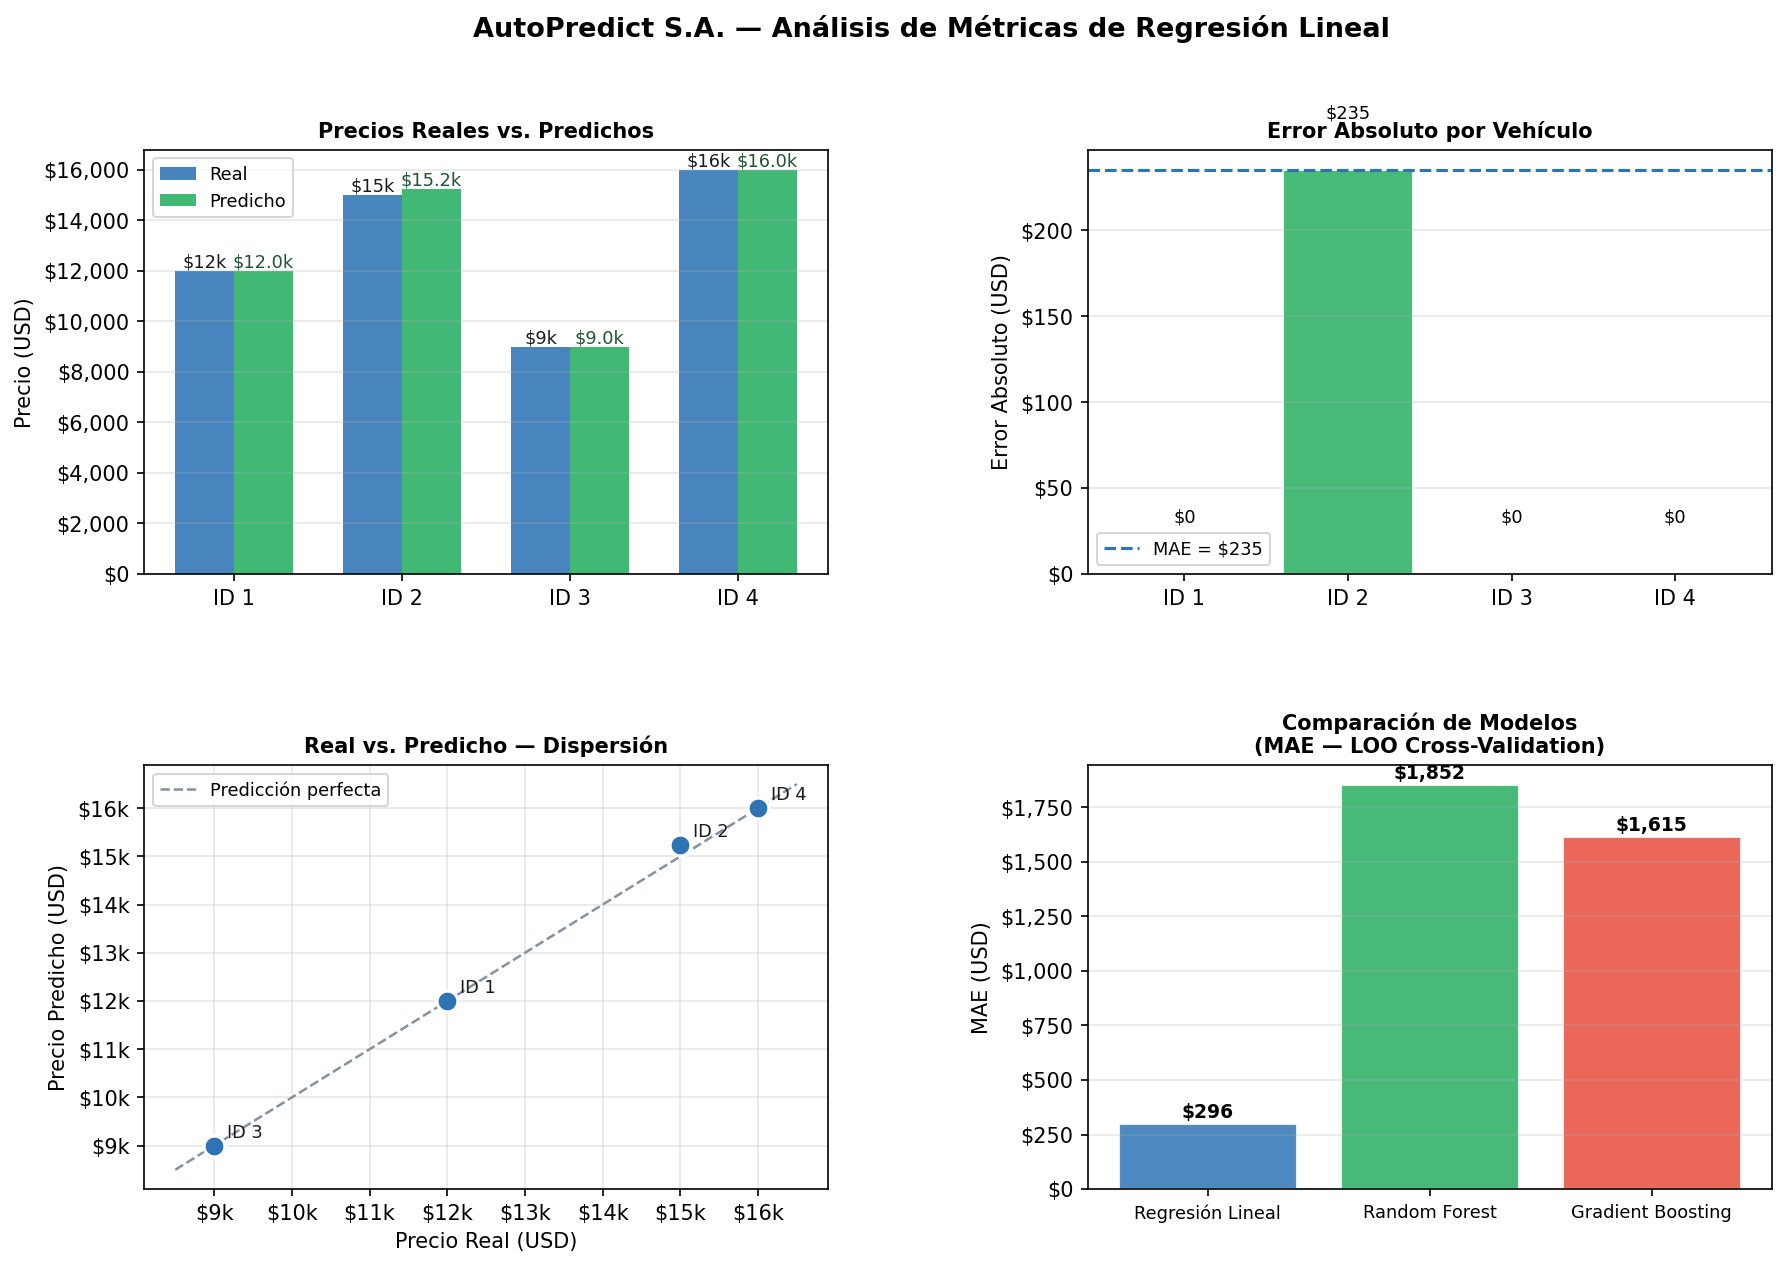 AutoPredict S.A. — Análisis de Métricas de Regresión Lineal
Precios Reales vs. Predichos
Real
Predicho
Precio (USD)
$16,000
$14,000
$12,000
$10,000
$8,000
$6,000
$4,000
$2,000
$0
$12k $12.0k
$15k $15.2k
$9k $9.0k
$16k $16.0k
ID 1 ID 2 ID 3 ID 4
$235
Error Absoluto por Vehículo
Error Absoluto (USD)
$200
$150
$100
$50
$0
$0 $0 $0
MAE = $235
ID 1 ID 2 ID 3 ID 4
Real vs. Predicho — Dispersión
Predicción perfecta
Precio Predicho (USD)
$16k
$15k
$14k
$13k
$12k
$11k
$10k
$9k
ID 4
ID 2
ID 1
ID 3
$9k $10k $11k $12k $13k $14k $15k $16k
Precio Real (USD)
Comparación de Modelos
(MAE — LOO Cross-Validation)
MAE (USD)
$1,750
$1,500
$1,250
$1,000
$750
$500
$250
$0
$296
$1,852
$1,615
Regresión Lineal Random Forest Gradient Boosting